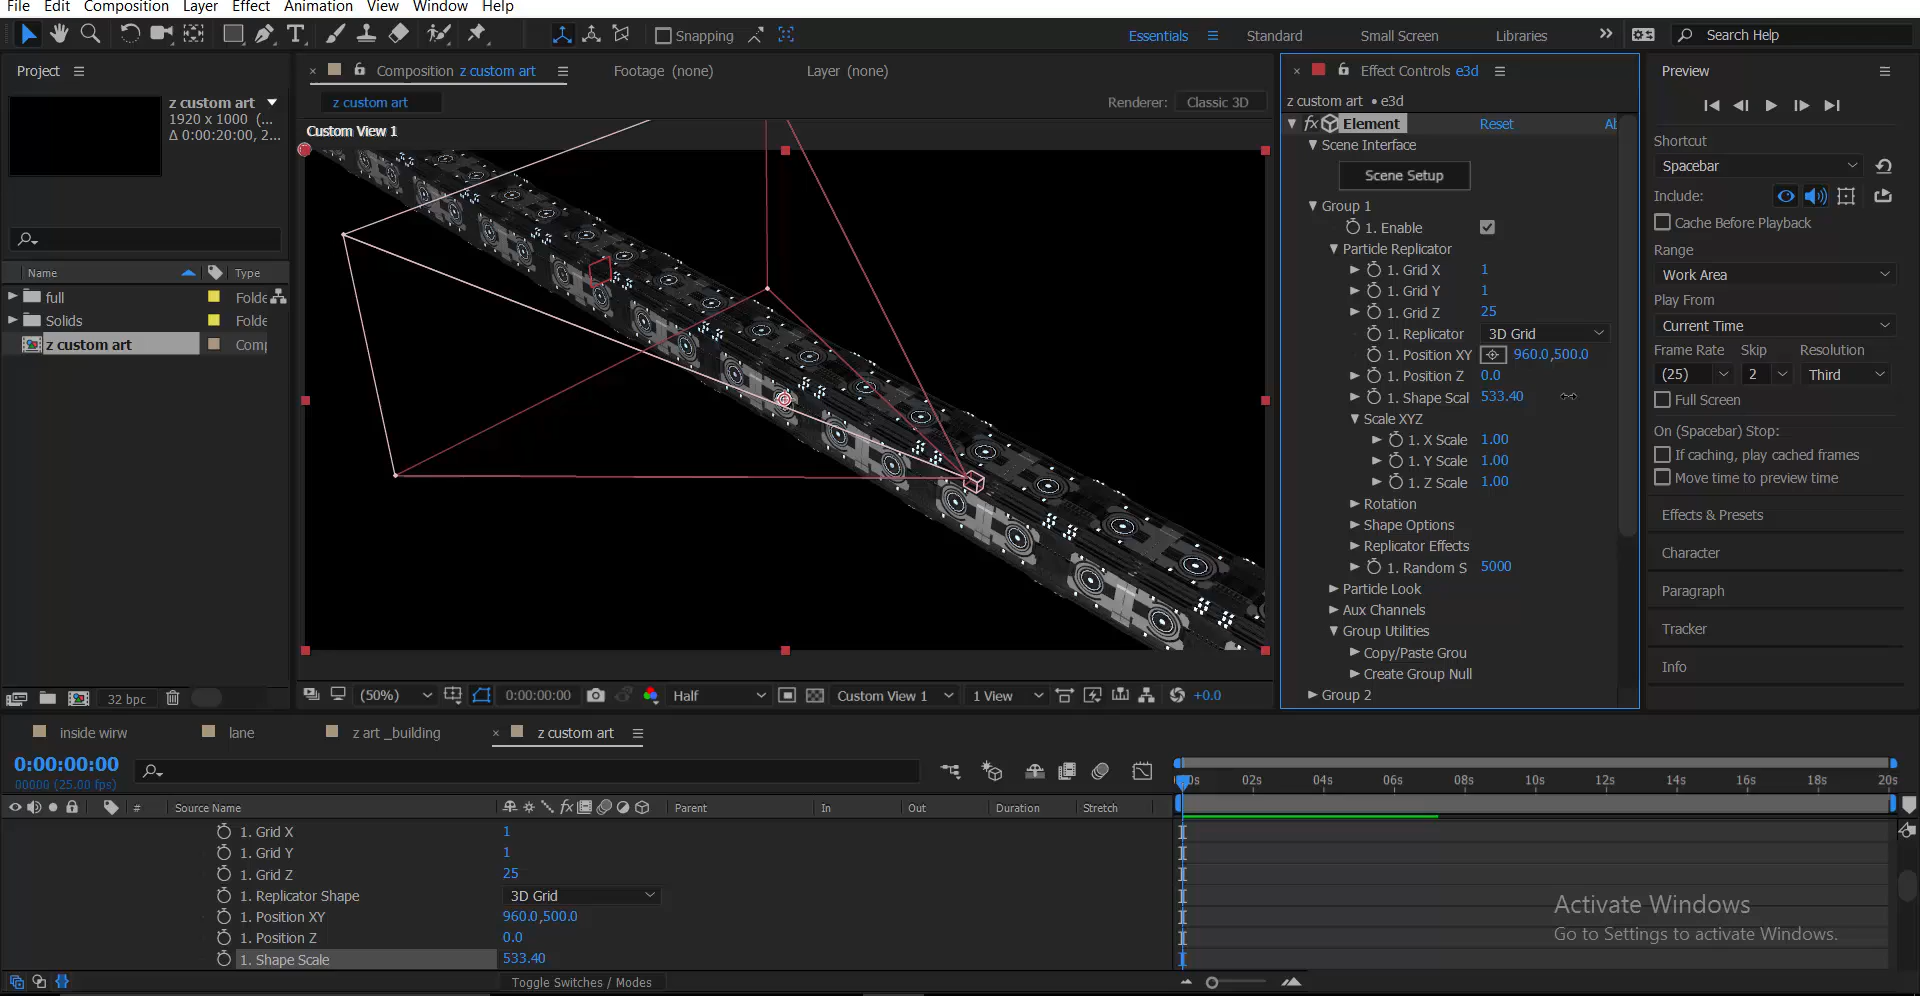 File Edit Composition Layer Effect Animation View Window Help
Snapping
Essentials Standard Small Screen Libraries Search Help
Project
z custom art
1920 x 1000 (...
Δ 0:00:20:00, 2...
Name Type
full Folde
Solids Folde
z custom art Comp
32 bpc
Composition z custom art Footage (none) Layer (none)
z custom art
Renderer: Classic 3D
Custom View 1
(50%) 0:00:00:00 Half Custom View 1 1 View +0.0
Effect Controls e3d
z custom art • e3d
fx Element Reset Al
Scene Interface
Scene Setup
Group 1
1. Enable
Particle Replicator
1. Grid X 1
1. Grid Y 1
1. Grid Z 25
1. Replicator 3D Grid
1. Position XY 960.0,500.0
1. Position Z 0.0
1. Shape Scal 533.40
Scale XYZ
1. X Scale 1.00
1. Y Scale 1.00
1. Z Scale 1.00
Rotation
Shape Options
Replicator Effects
1. Random S 5000
Particle Look
Aux Channels
Group Utilities
Copy/Paste Grou
Create Group Null
Group 2
Preview
Shortcut
Spacebar
Include:
Cache Before Playback
Range
Work Area
Play From
Current Time
Frame Rate Skip Resolution
(25) 2 Third
Full Screen
On (Spacebar) Stop:
If caching, play cached frames
Move time to preview time
Effects & Presets
Character
Paragraph
Tracker
Info
inside wirw lane z art _building z custom art
0:00:00:00
00000 (25.00 fps)
# Source Name fx Parent In Out Duration Stretch
0s 02s 04s 06s 08s 10s 12s 14s 16s 18s 20s
1. Grid X 1
1. Grid Y 1
1. Grid Z 25
1. Replicator Shape 3D Grid
1. Position XY 960.0,500.0
1. Position Z 0.0
1. Shape Scale 533.40
Toggle Switches / Modes
Activate Windows
Go to Settings to activate Windows.